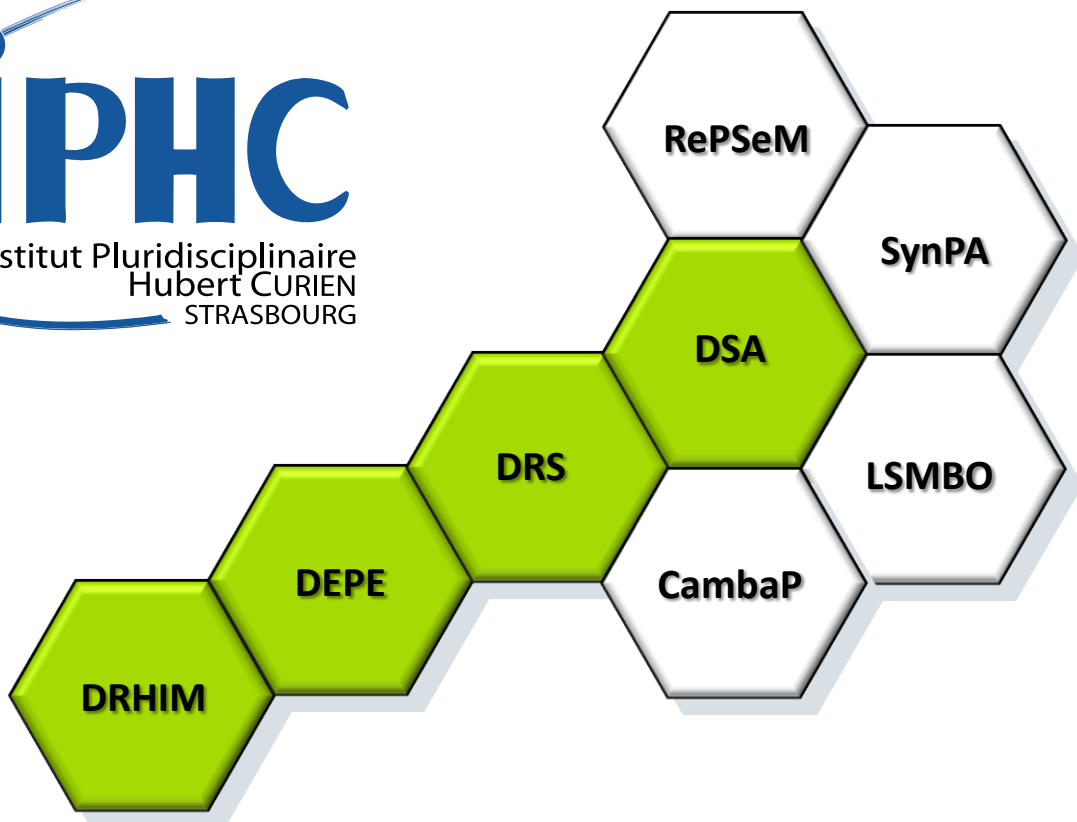 iPHC
stitut Pluridisciplinaire
Hubert CURIEN
STRASBOURG
RePSeM
SynPA
DSA
DRS
LSMBO
DEPE
CambaP
DRHIM